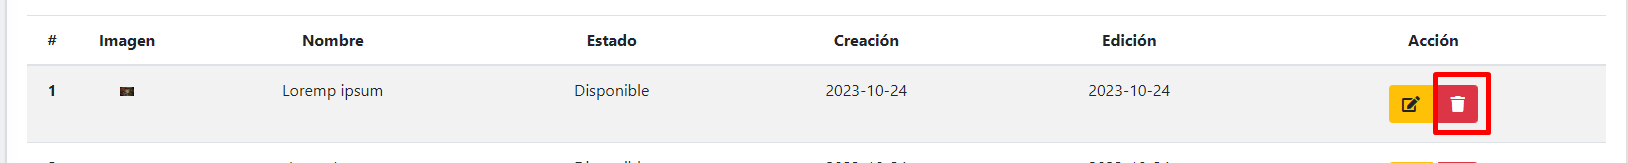 # Imagen Nombre Estado Creación Edición Acción
1 Loremp ipsum Disponible 2023-10-24 2023-10-24